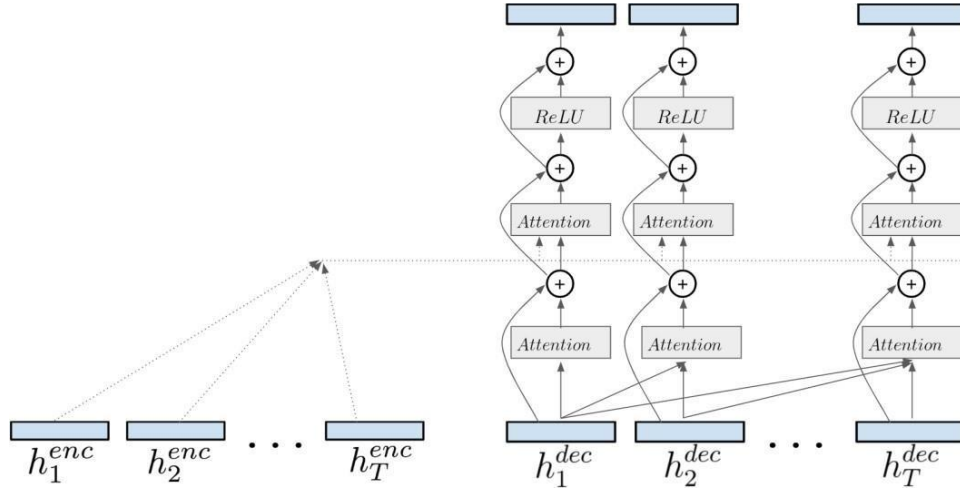 + + +
ReLU ReLU ReLU
+ + +
Attention Attention Attention
+ + +
Attention Attention Attention
. . . . . .
h_1^{enc} h_2^{enc} h_T^{enc} h_1^{dec} h_2^{dec} h_T^{dec}